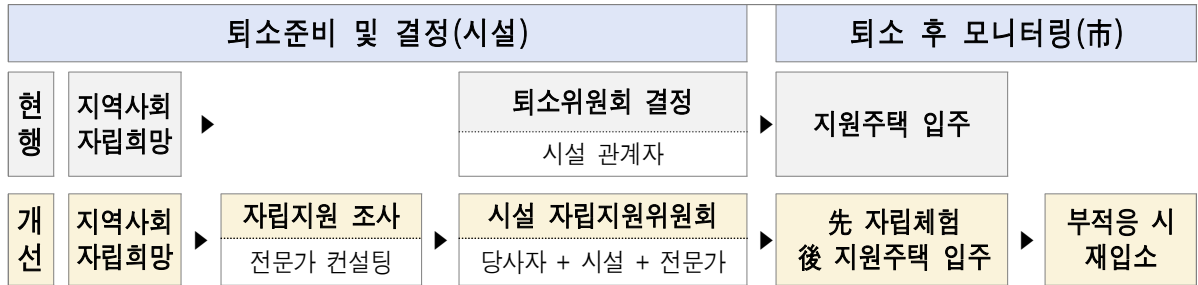 퇴소준비 및 결정(시설)
퇴소 후 모니터링(市)
현행
지역사회
자립희망
▶
퇴소위원회 결정
시설 관계자
▶
지원주택 입주
개선
지역사회
자립희망
▶
자립지원 조사
전문가 컨설팅
▶
시설 자립지원위원회
당사자 + 시설 + 전문가
▶
先 자립체험
後 지원주택 입주
▶
부적응 시
재입소